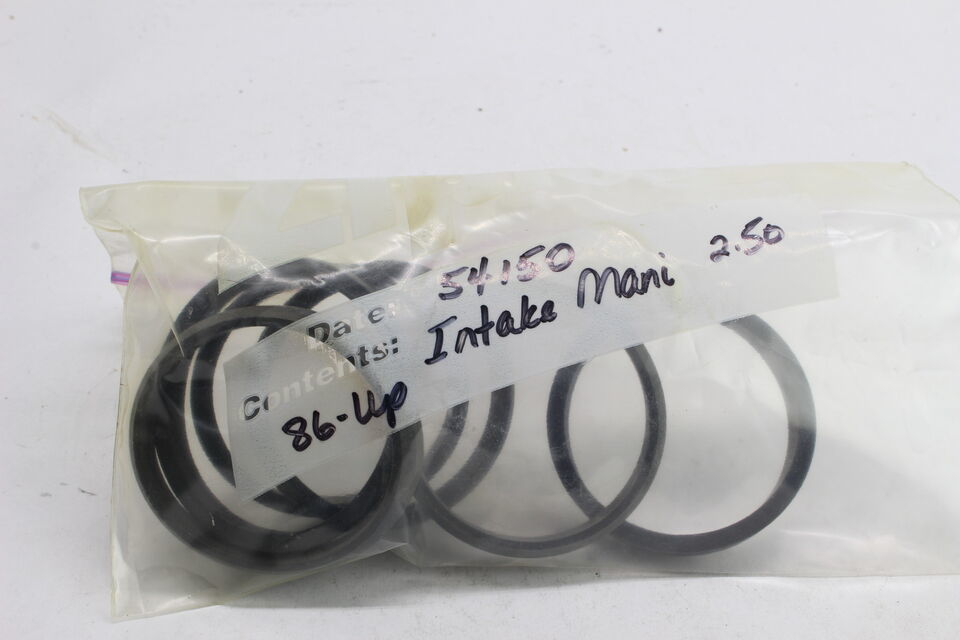 Date: 54150
Contents: Intake Mani 2.50
86-Up